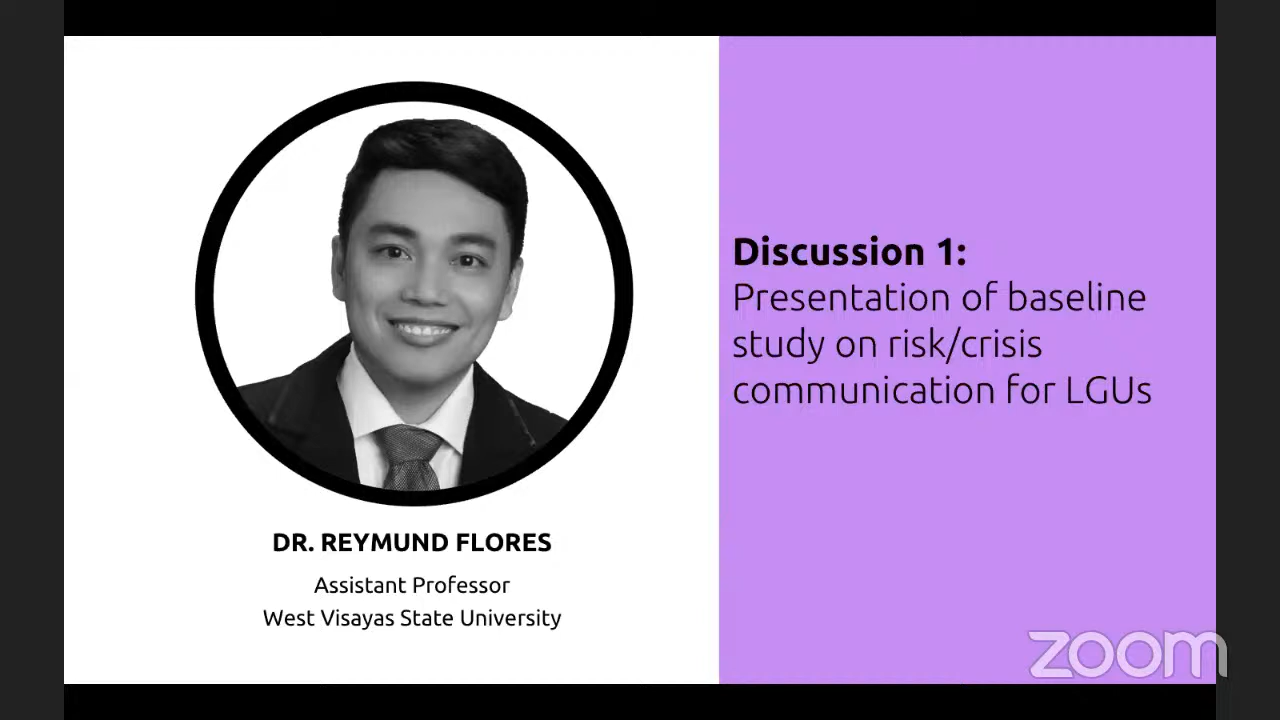 DR. REYMUND FLORES
Assistant Professor
West Visayas State University
Discussion 1:
Presentation of baseline
study on risk/crisis
communication for LGUs
zoom